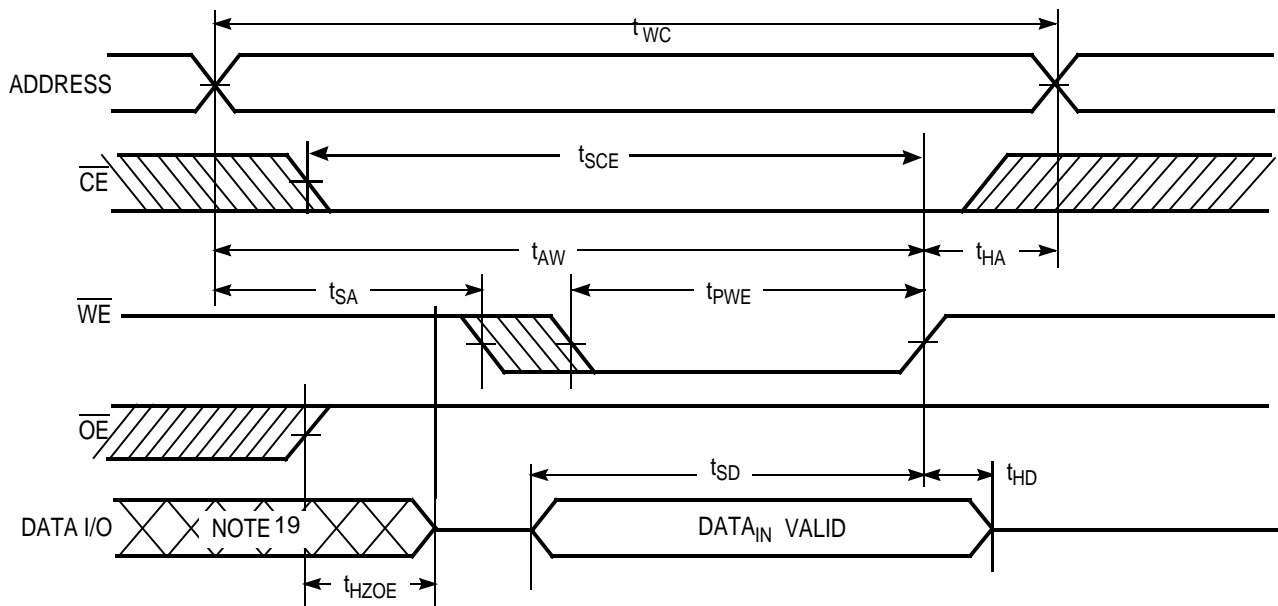 tWC
ADDRESS
CE
tSCE
tAW
tHA
tSA
tPWE
WE
OE
tSD
tHD
DATA I/O
NOTE 19
DATAIN VALID
tHZOE